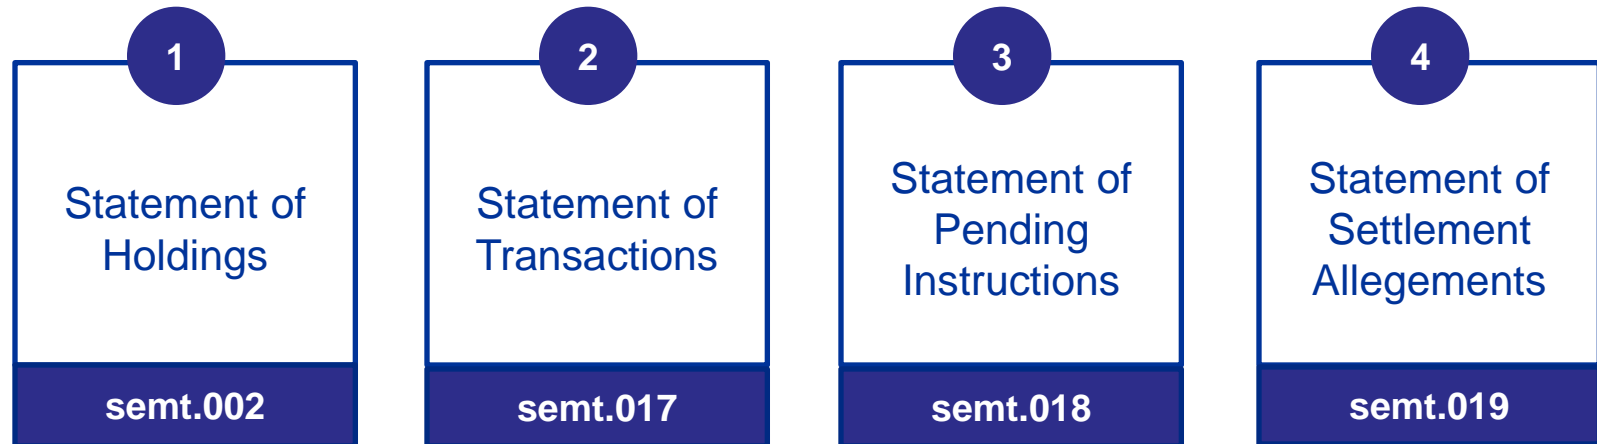 1
Statement of
Holdings
semt.002
2
Statement of
Transactions
semt.017
3
Statement of
Pending
Instructions
semt.018
4
Statement of
Settlement
Allegements
semt.019